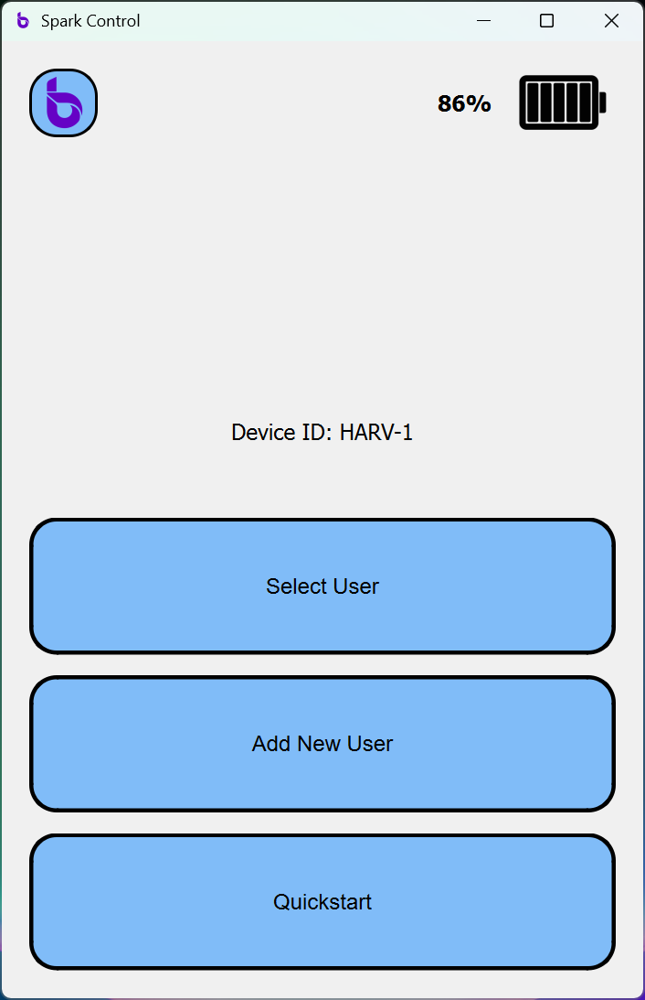 Spark Control
86%
Device ID: HARV-1
Select User
Add New User
Quickstart